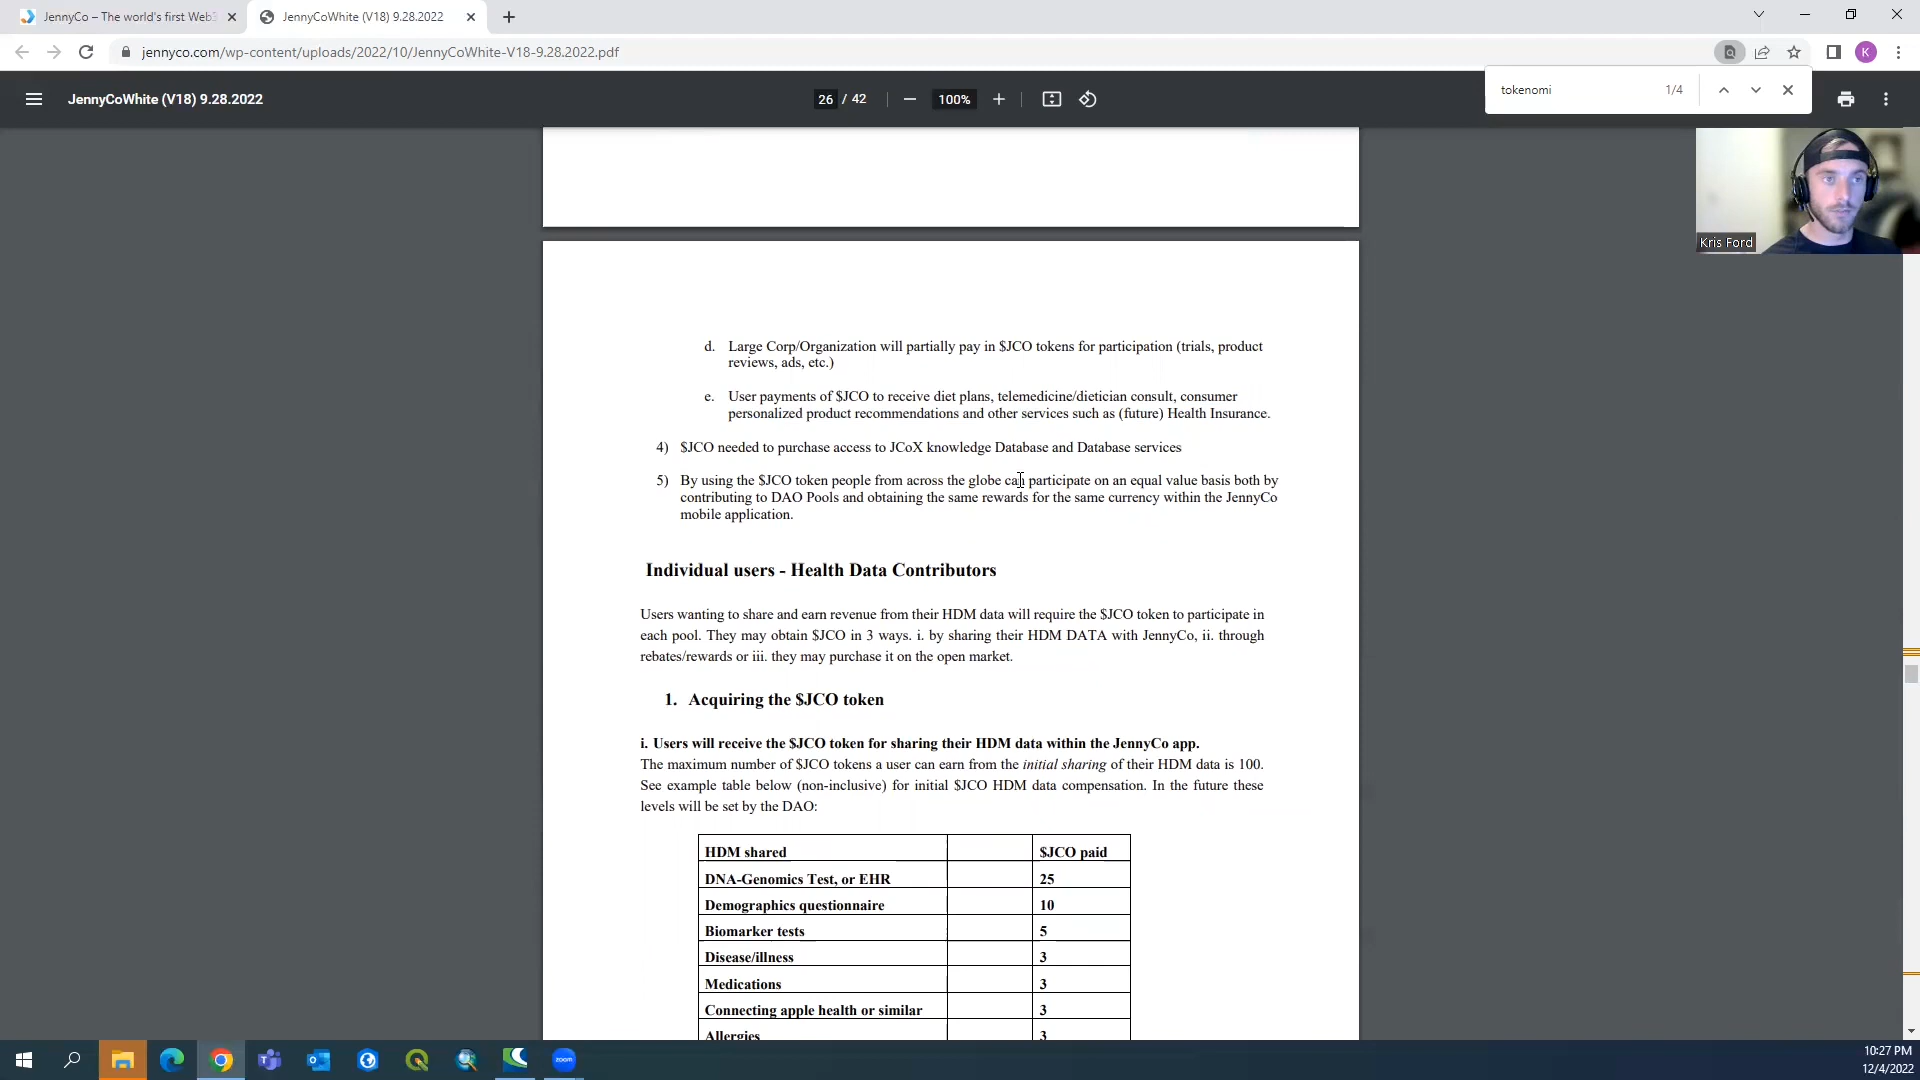 JennyCo – The world's first Web3
JennyCoWhite (V18) 9.28.2022
jennyco.com/wp-content/uploads/2022/10/JennyCoWhite-V18-9.28.2022.pdf
K
JennyCoWhite (V18) 9.28.2022
26 / 42
100%
tokenomi
1/4
Kris Ford
d. Large Corp/Organization will partially pay in $JCO tokens for participation (trials, product
reviews, ads, etc.)
e. User payments of $JCO to receive diet plans, telemedicine/dietician consult, consumer
personalized product recommendations and other services such as (future) Health Insurance.
4) $JCO needed to purchase access to JCoX knowledge Database and Database services
5) By using the $JCO token people from across the globe can participate on an equal value basis both by
contributing to DAO Pools and obtaining the same rewards for the same currency within the JennyCo
mobile application.
Individual users - Health Data Contributors
Users wanting to share and earn revenue from their HDM data will require the $JCO token to participate in
each pool. They may obtain $JCO in 3 ways. i. by sharing their HDM DATA with JennyCo, ii. through
rebates/rewards or iii. they may purchase it on the open market.
1. Acquiring the $JCO token
i. Users will receive the $JCO token for sharing their HDM data within the JennyCo app.
The maximum number of $JCO tokens a user can earn from the initial sharing of their HDM data is 100.
See example table below (non-inclusive) for initial $JCO HDM data compensation. In the future these
levels will be set by the DAO:
HDM shared $JCO paid
DNA-Genomics Test, or EHR 25
Demographics questionnaire 10
Biomarker tests 5
Disease/illness 3
Medications 3
Connecting apple health or similar 3
Allergies 3
zoom
10:27 PM
12/4/2022